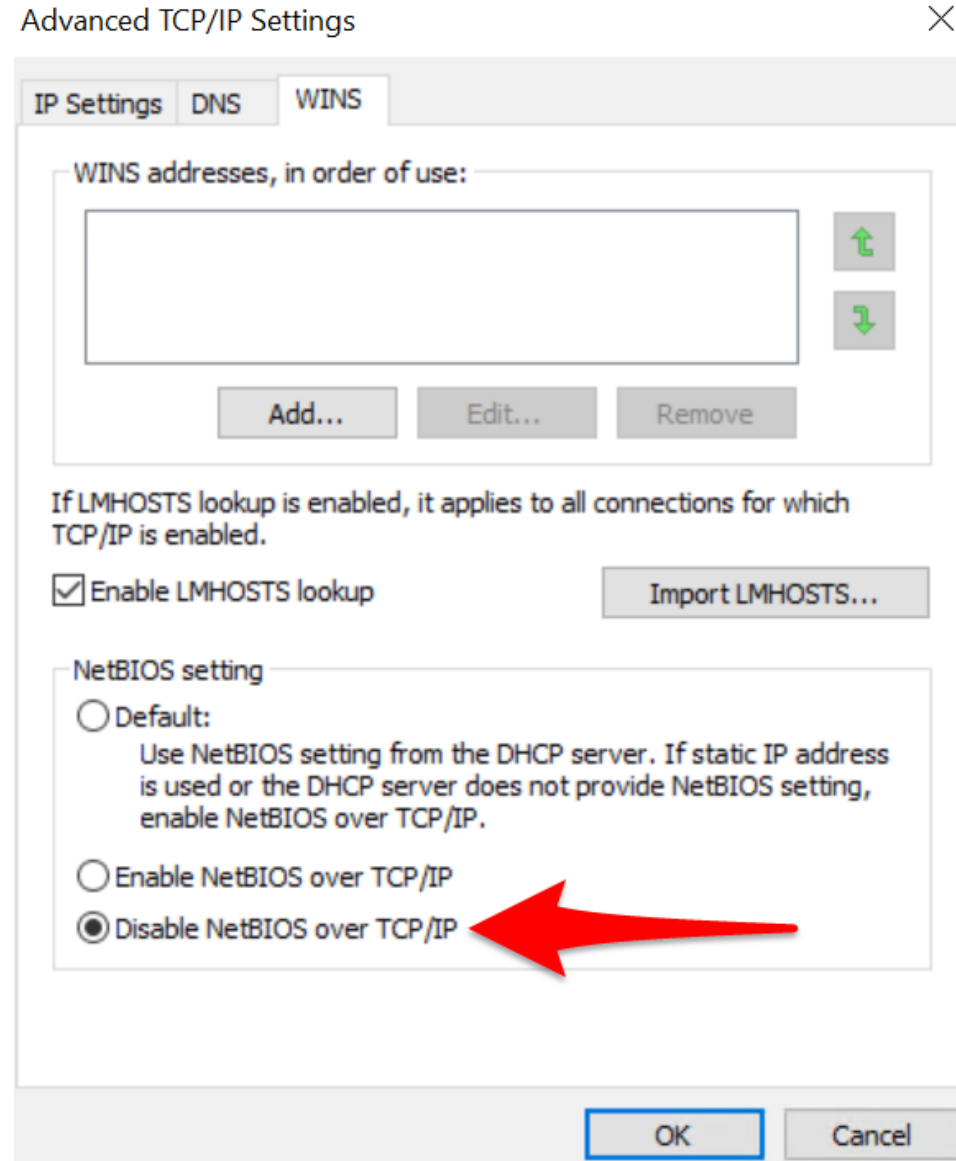 Advanced TCP/IP Settings
IP Settings DNS WINS
WINS addresses, in order of use:
Add... Edit... Remove
If LMHOSTS lookup is enabled, it applies to all connections for which
TCP/IP is enabled.
Enable LMHOSTS lookup Import LMHOSTS...
NetBIOS setting
Default:
Use NetBIOS setting from the DHCP server. If static IP address
is used or the DHCP server does not provide NetBIOS setting,
enable NetBIOS over TCP/IP.
Enable NetBIOS over TCP/IP
Disable NetBIOS over TCP/IP
OK Cancel